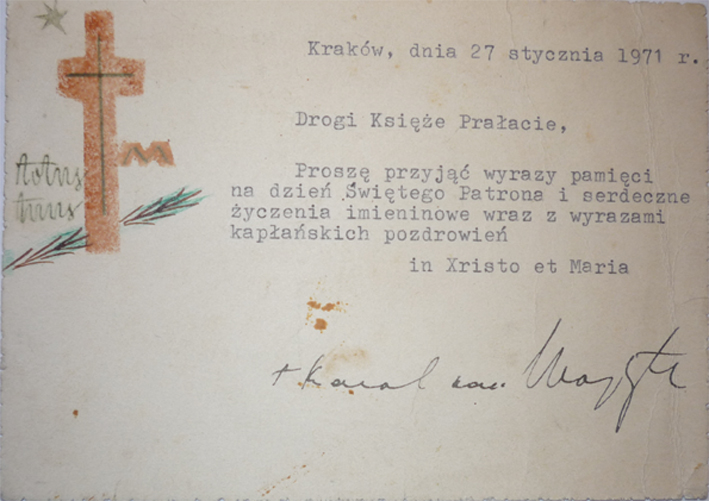 Kraków, dnia 27 stycznia 1971 r.
Drogi Księże Prałacie,
Proszę przyjąć wyrazy pamięci
na dzień Świętego Patrona i serdeczne
życzenia imieninowe wraz z wyrazami
kapłańskich pozdrowień
in Xristo et Maria
totus
tuus
M
+ Karol kard. Wojtyła